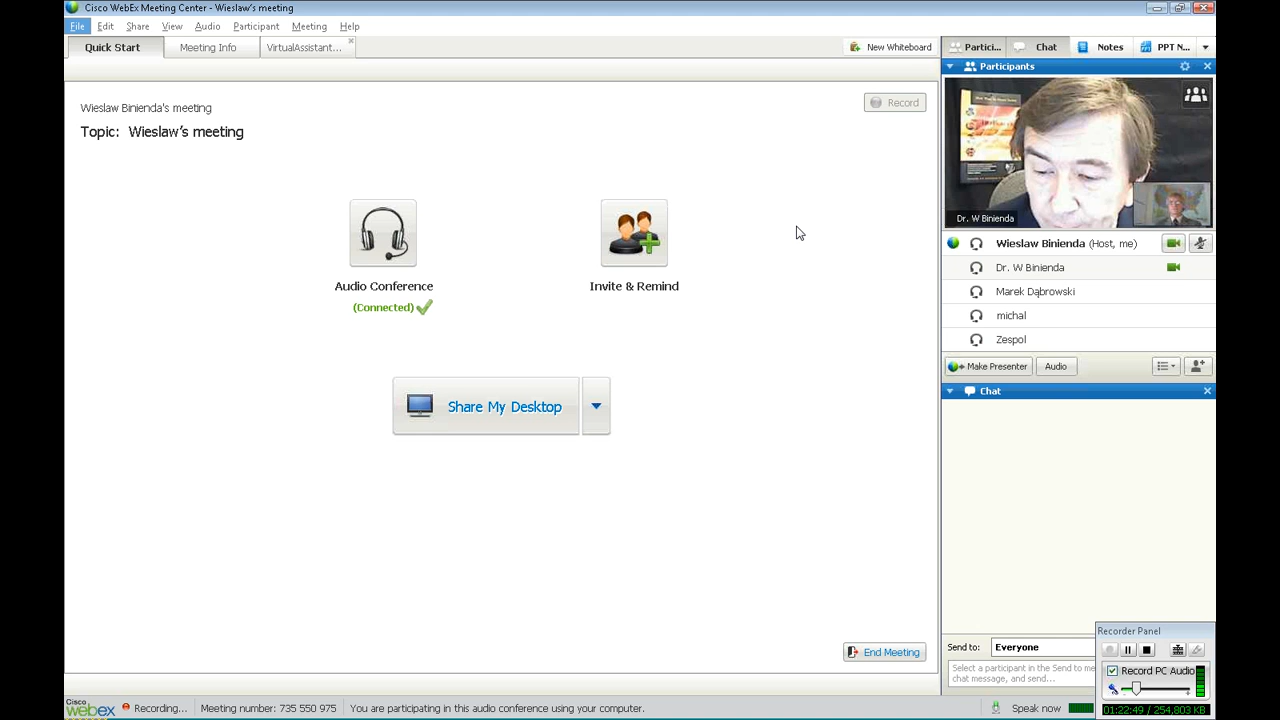 Cisco WebEx Meeting Center - Wieslaw's meeting
File Edit Share View Audio Participant Meeting Help
Quick Start Meeting Info VirtualAssistant... New Whiteboard
Partici... Chat Notes PPT N...
Participants
Wieslaw Binienda's meeting
Record
Topic: Wieslaw's meeting
Audio Conference
(Connected)
Invite & Remind
Share My Desktop
End Meeting
Dr. W Binienda
Wieslaw Binienda (Host, me)
Dr. W Binienda
Marek Dąbrowski
michal
Zespol
Make Presenter Audio
Chat
Send to: Everyone
Select a participant in the Send to me
chat message, and send...
Recorder Panel
Record PC Audio
01:22:49 / 254,803 KB
Cisco webex Recording... Meeting number: 735 550 975 You are participating in this audio conference using your computer. Speak now